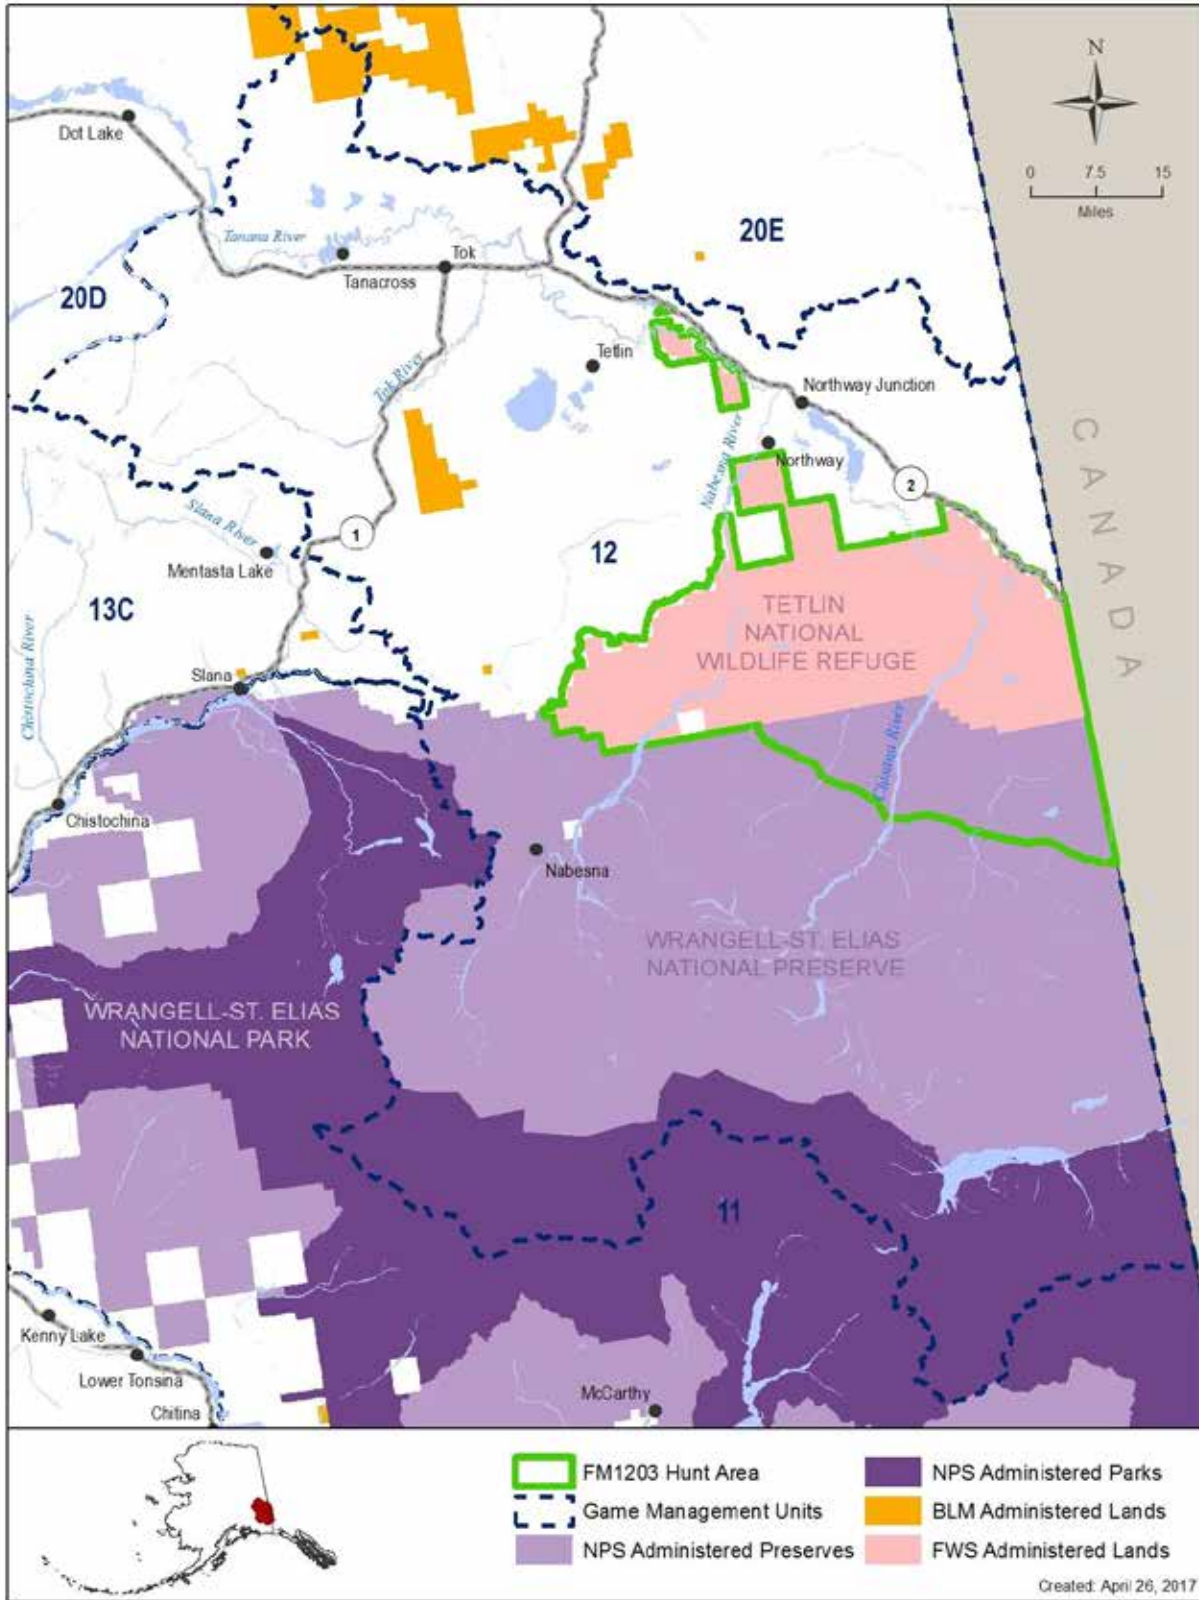 N
0 7.5 15
Miles
Dot Lake
20E
Tanana River
Tok
Tanacross
20D
Tetlin
Tok River
Northway Junction
CANADA
Nabesna River
Northway
2
Slana River
1
12
Mentasta Lake
13C
TETLIN
NATIONAL
WILDLIFE REFUGE
Chistochina River
Slana
Chisana River
Chistochina
Nabesna
WRANGELL-ST. ELIAS
NATIONAL PRESERVE
WRANGELL-ST. ELIAS
NATIONAL PARK
11
Kenny Lake
Lower Tonsina
McCarthy
Chitina
FM1203 Hunt Area
Game Management Units
NPS Administered Preserves
NPS Administered Parks
BLM Administered Lands
FWS Administered Lands
Created: April 26, 2017